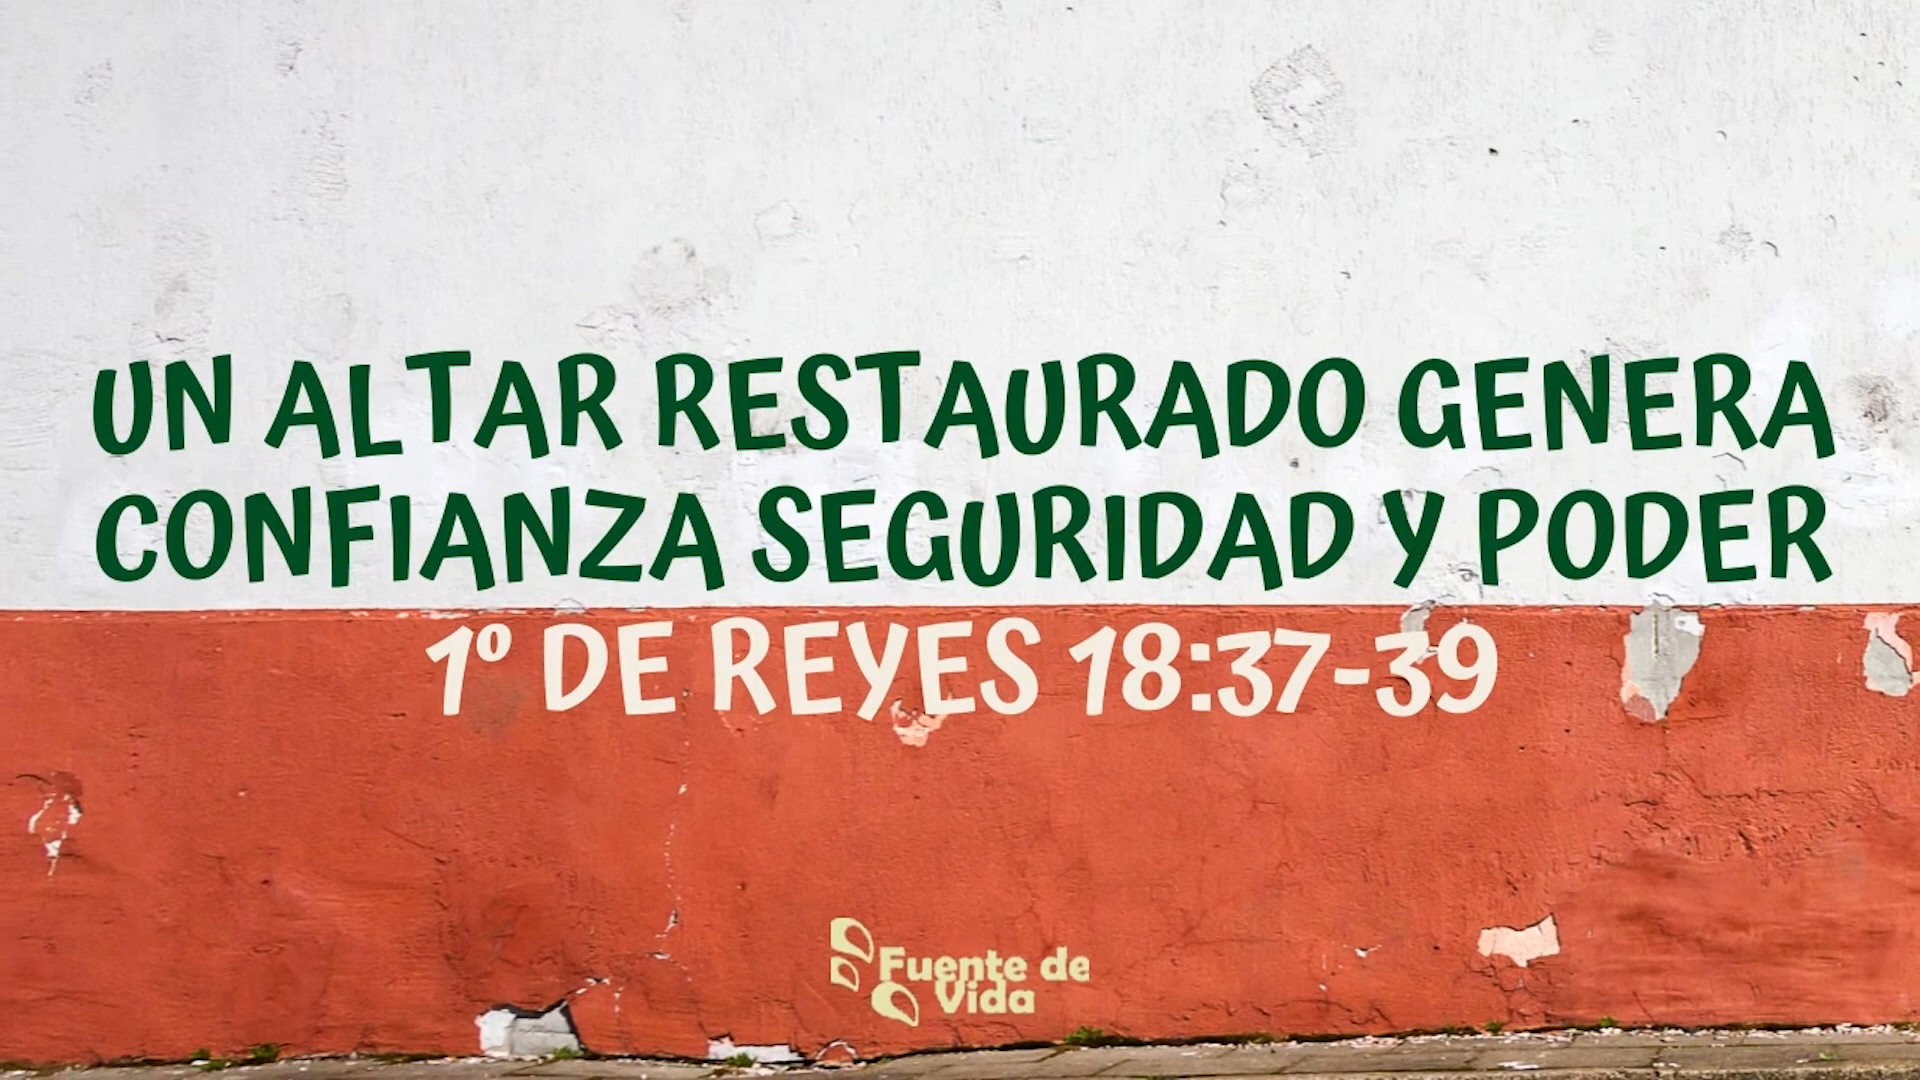 UN ALTAR RESTAURADO GENERA
CONFIANZA SEGURIDAD Y PODER
1º DE REYES 18:37-39
Fuente de
Vida